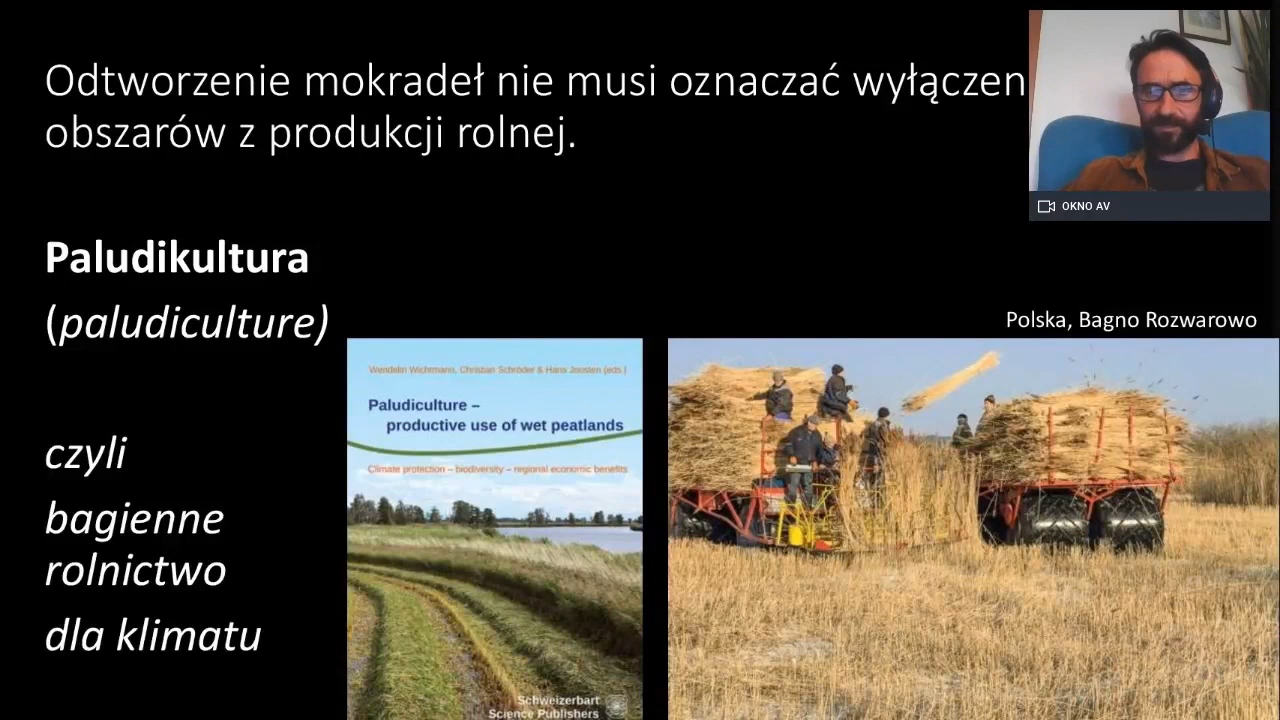 Odtworzenie mokradeł nie musi oznaczać wyłączen
obszarów z produkcji rolnej.
OKNO AV
Paludikultura
(paludiculture)
Polska, Bagno Rozwarowo
czyli
bagienne
rolnictwo
dla klimatu
Wendelin Wichtmann, Christian Schröder & Hans Joosten (eds.)
Paludiculture –
productive use of wet peatlands
Climate protection – biodiversity – regional economic benefits
Schweizerbart
Science Publishers